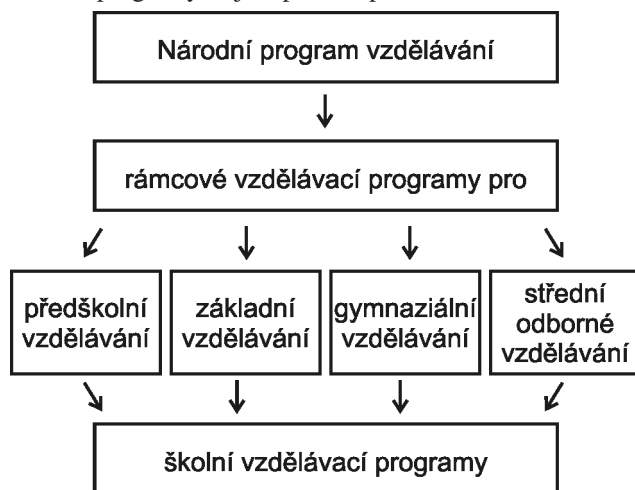 Národní program vzdělávání
rámcové vzdělávací programy pro
předškolní
vzdělávání
základní
vzdělávání
gymnaziální
vzdělávání
střední
odborné
vzdělávání
školní vzdělávací programy